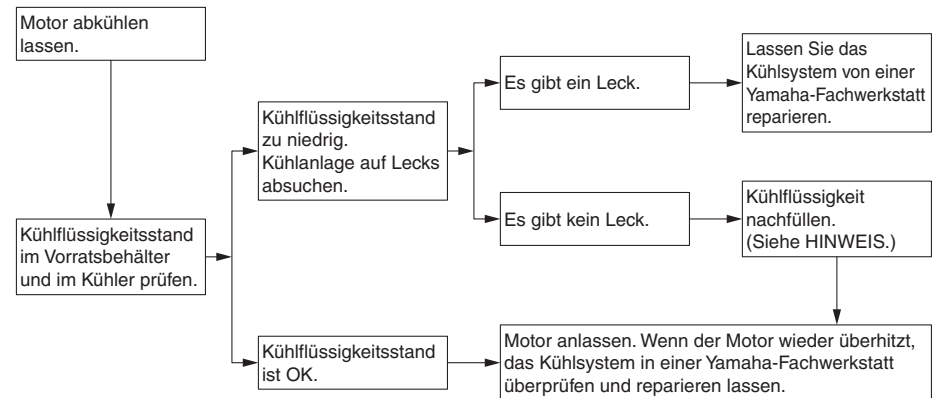 Motor abkühlen
lassen.
Kühlflüssigkeitsstand
im Vorratsbehälter
und im Kühler prüfen.
Kühlflüssigkeitsstand
zu niedrig.
Kühlanlage auf Lecks
absuchen.
Es gibt ein Leck.
Lassen Sie das
Kühlsystem von einer
Yamaha-Fachwerkstatt
reparieren.
Es gibt kein Leck.
Kühlflüssigkeit
nachfüllen.
(Siehe HINWEIS.)
Kühlflüssigkeitsstand
ist OK.
Motor anlassen. Wenn der Motor wieder überhitzt,
das Kühlsystem in einer Yamaha-Fachwerkstatt
überprüfen und reparieren lassen.